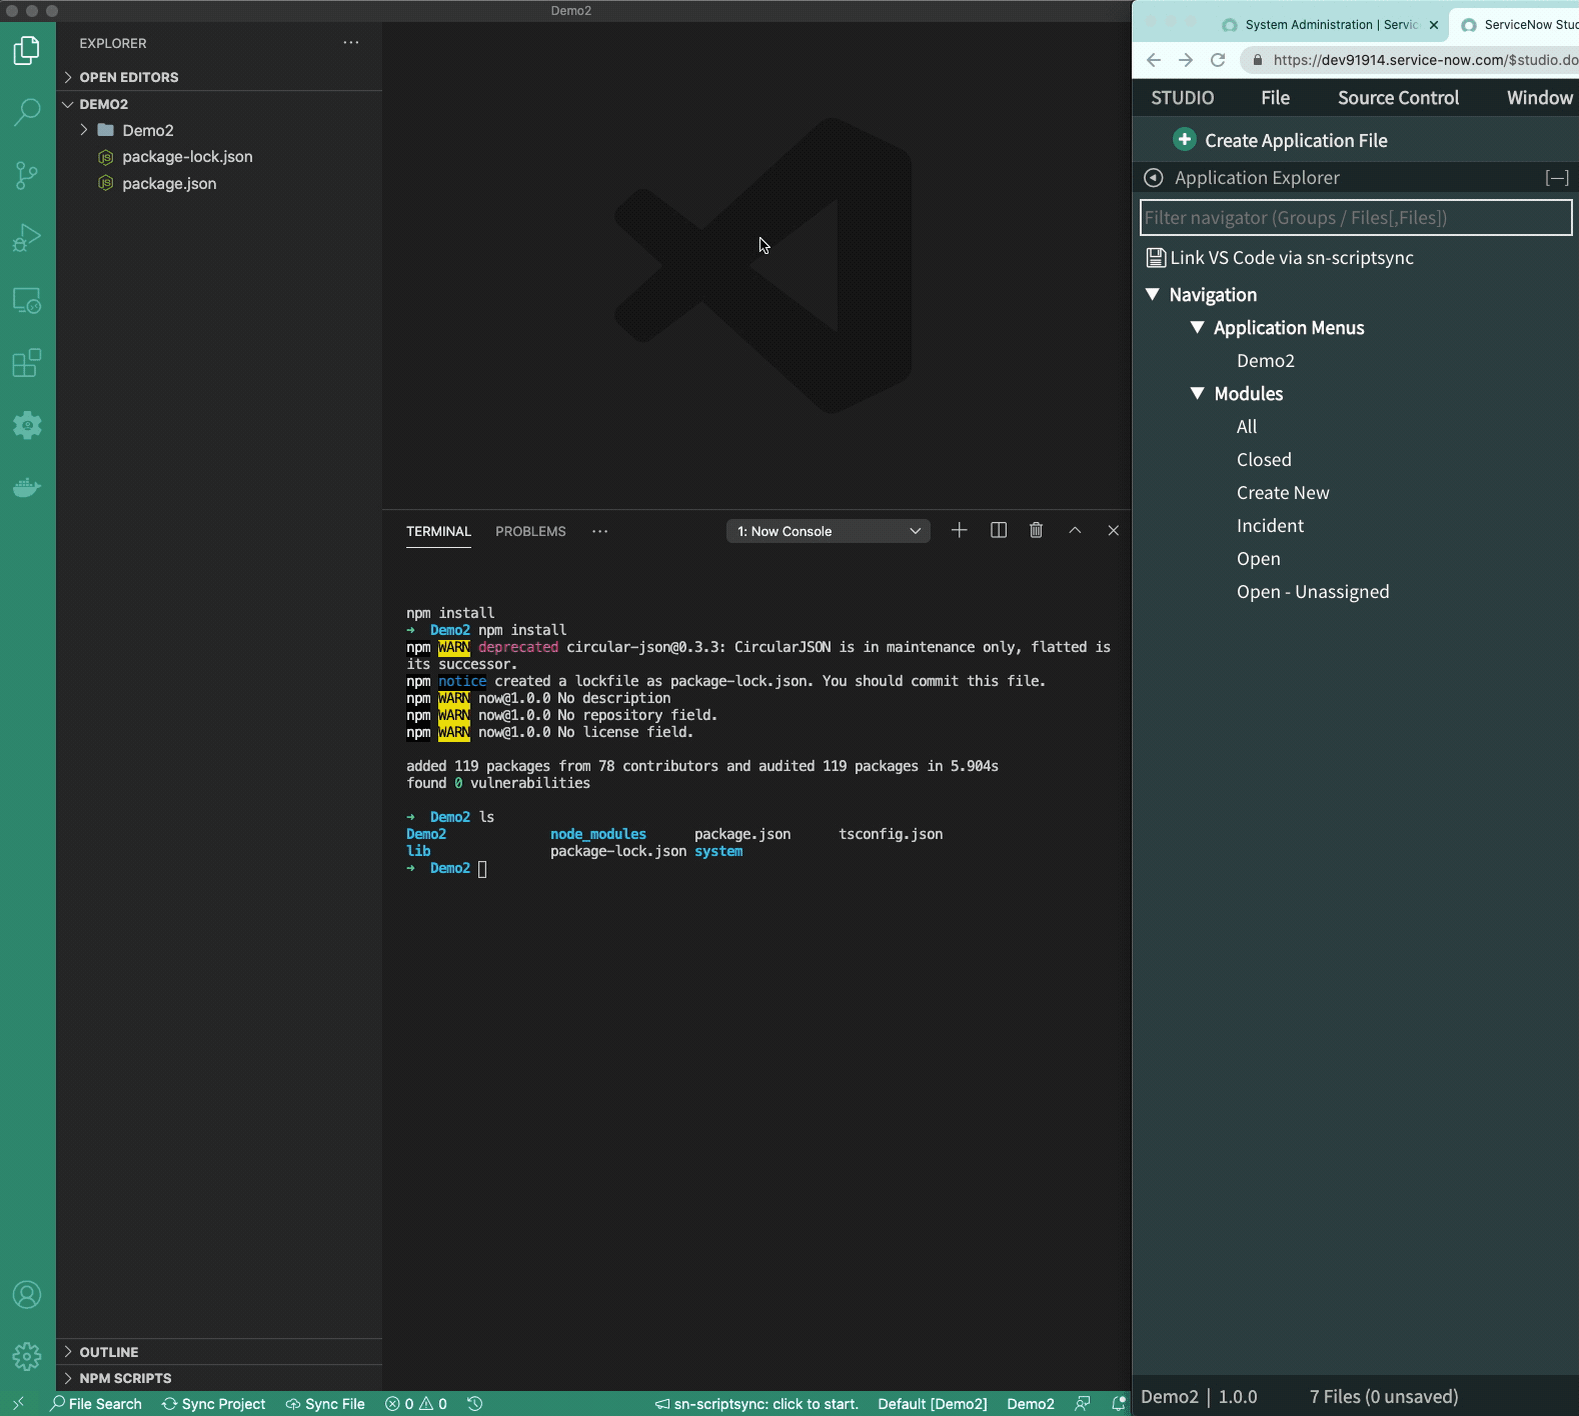 Demo2
EXPLORER
OPEN EDITORS
DEMO2
Demo2
package-lock.json
package.json
OUTLINE
NPM SCRIPTS
TERMINAL PROBLEMS 1: Now Console
npm install
➜ Demo2 npm install
npm WARN deprecated circular-json@0.3.3: CircularJSON is in maintenance only, flatted is
its successor.
npm notice created a lockfile as package-lock.json. You should commit this file.
npm WARN now@1.0.0 No description
npm WARN now@1.0.0 No repository field.
npm WARN now@1.0.0 No license field.
added 119 packages from 78 contributors and audited 119 packages in 5.904s
found 0 vulnerabilities
➜ Demo2 ls
Demo2 node_modules package.json tsconfig.json
lib package-lock.json system
➜ Demo2
File Search Sync Project Sync File 0 0 sn-scriptsync: click to start. Default [Demo2] Demo2
System Administration | Servic ServiceNow Stud
https://dev91914.service-now.com/$studio.do
STUDIO File Source Control Window
Create Application File
Application Explorer [—]
Filter navigator (Groups / Files[,Files])
Link VS Code via sn-scriptsync
Navigation
Application Menus
Demo2
Modules
All
Closed
Create New
Incident
Open
Open - Unassigned
Demo2 | 1.0.0 7 Files (0 unsaved)